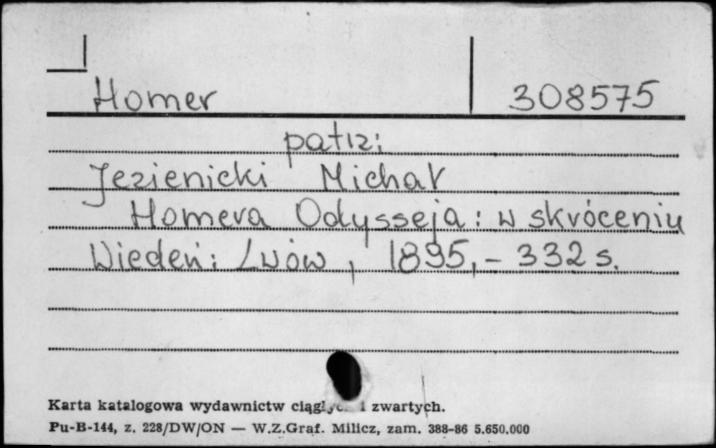 Homer 308575
patrz:
Jezienicki Michał
Homera Odysseja: w skróceniu
Wiedeń: Lwów, 1895, - 332 s.
Karta katalogowa wydawnictw i zwartych.
Pu-B-144, z. 228/DW/ON — W.Z.Graf. Milicz, zam. 388-86 5.650.000